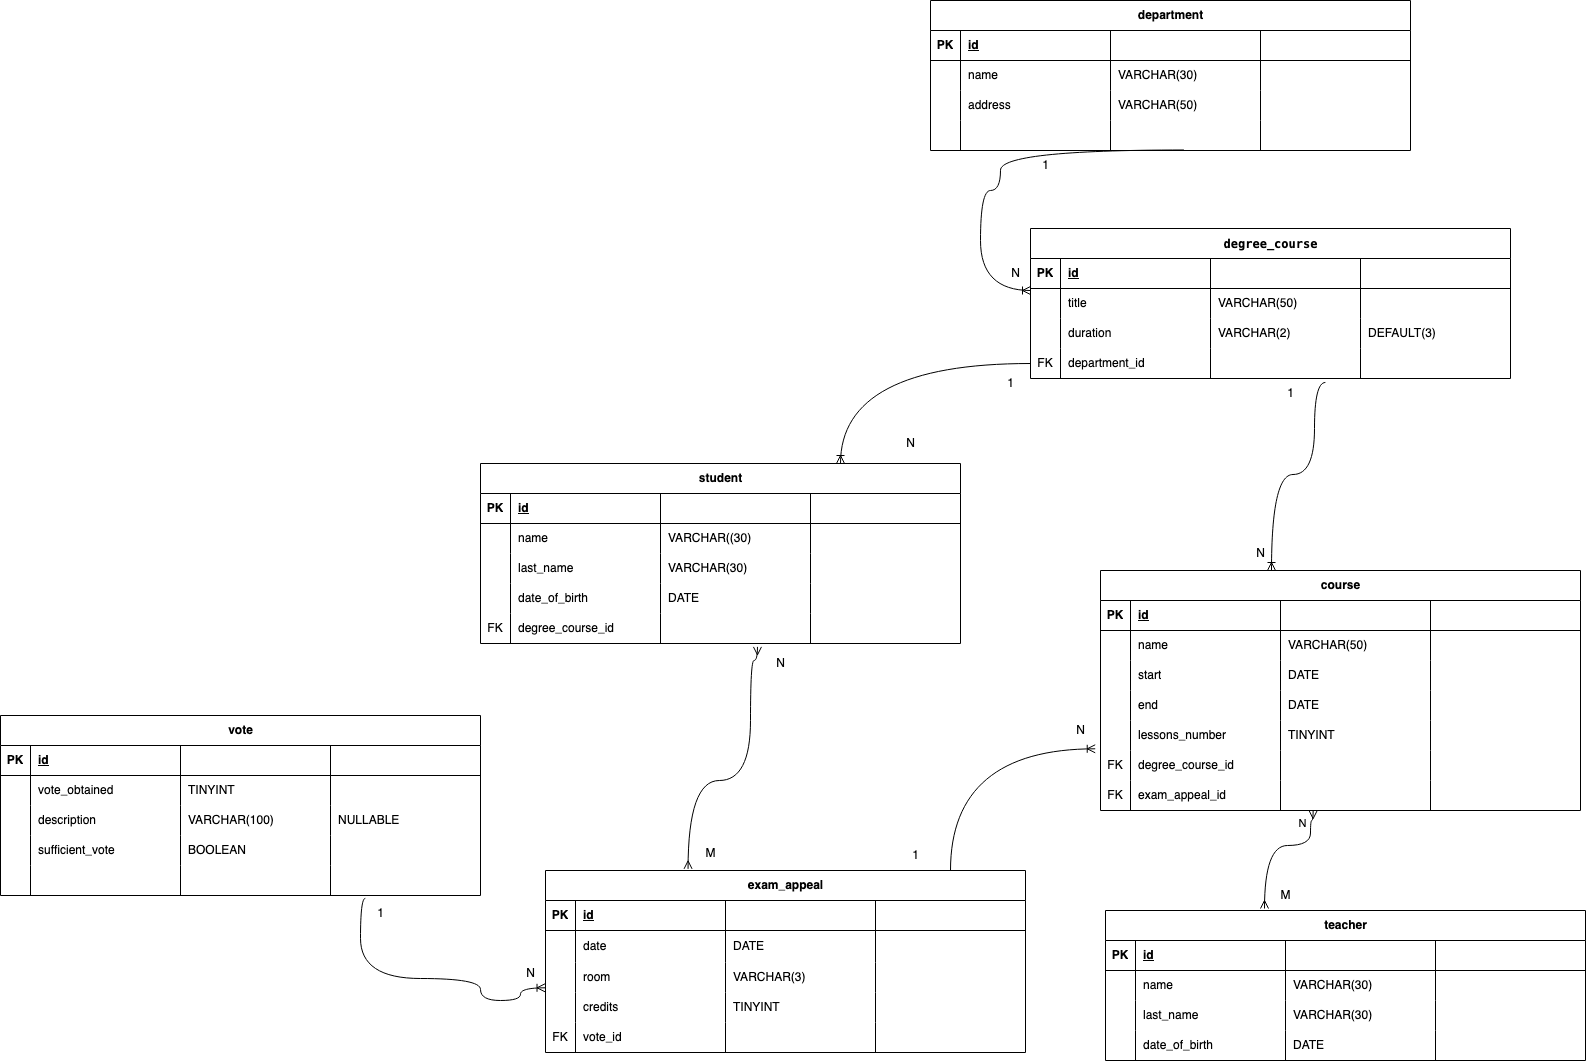 department
PK id
name VARCHAR(30)
address VARCHAR(50)
1
degree_course
N
PK id
title VARCHAR(50)
duration VARCHAR(2) DEFAULT(3)
FK department_id
1
1
N
student
PK id
name VARCHAR((30)
last_name VARCHAR(30)
date_of_birth DATE
FK degree_course_id
N
N
course
PK id
name VARCHAR(50)
start DATE
end DATE
lessons_number TINYINT
FK degree_course_id
FK exam_appeal_id
N
N
vote
PK id
vote_obtained TINYINT
description VARCHAR(100) NULLABLE
sufficient_vote BOOLEAN
1
M
1
exam_appeal
PK id
date DATE
room VARCHAR(3)
credits TINYINT
FK vote_id
N
M
teacher
PK id
name VARCHAR(30)
last_name VARCHAR(30)
date_of_birth DATE